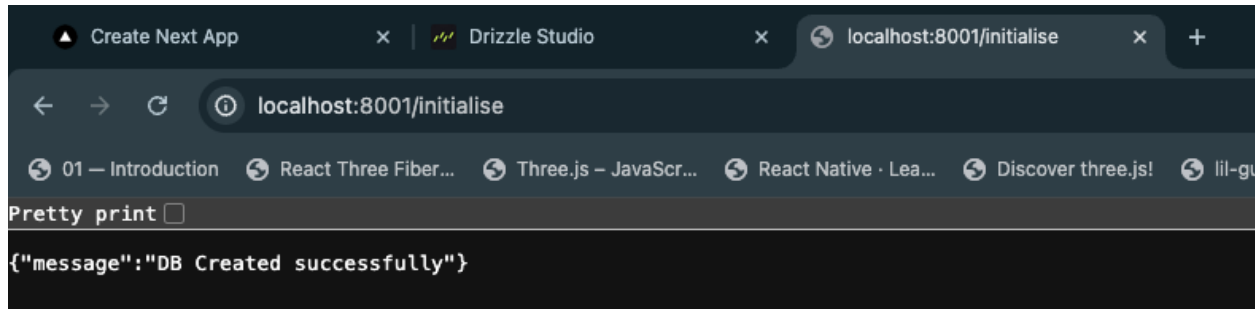 Create Next App Drizzle Studio localhost:8001/initialise
localhost:8001/initialise
01 — Introduction React Three Fiber... Three.js – JavaScr... React Native · Lea... Discover three.js!
Pretty print
{"message":"DB Created successfully"}